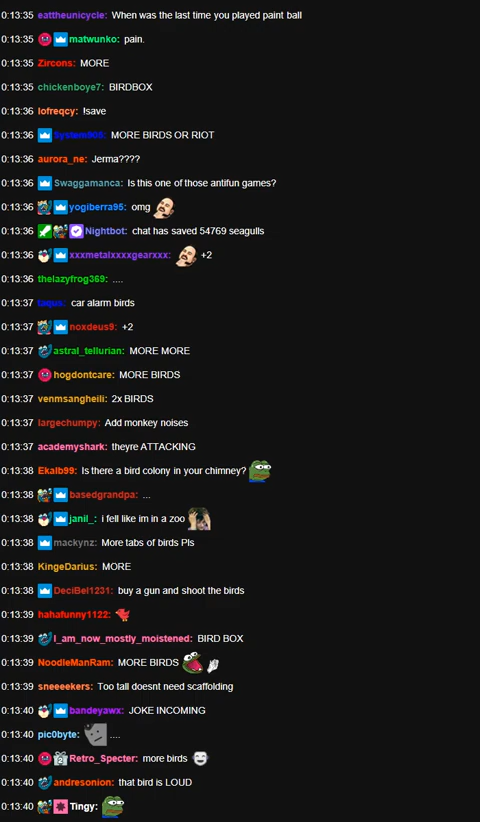 0:13:35 eattheunicycle: When was the last time you played paint ball
0:13:35 matwunko: pain.
0:13:35 Zircons: MORE
0:13:35 chickenboye7: BIRDBOX
0:13:36 lofreqcy: !save
0:13:36 System905: MORE BIRDS OR RIOT
0:13:36 aurora_ne: Jerma????
0:13:36 Swaggamanca: Is this one of those antifun games?
0:13:36 yogiberra95: omg
0:13:36 Nightbot: chat has saved 54769 seagulls
0:13:36 xxxmetalxxxxgearxxx: +2
0:13:36 thelazyfrog369: ....
0:13:37 car alarm birds
0:13:37 noxdeus9: +2
0:13:37 astral_tellurian: MORE MORE
0:13:37 hogdontcare: MORE BIRDS
0:13:37 venmsangheili: 2x BIRDS
0:13:37 largechumpy: Add monkey noises
0:13:37 academyshark: theyre ATTACKING
0:13:38 Ekalb99: Is there a bird colony in your chimney?
0:13:38 basedgrandpa: ...
0:13:38 janil_: i fell like im in a zoo
0:13:38 mackynz: More tabs of birds Pls
0:13:38 KingeDarius: MORE
0:13:38 DeciBel1231: buy a gun and shoot the birds
0:13:39 hahafunny1122:
0:13:39 I_am_now_mostly_moistened: BIRD BOX
0:13:39 NoodleManRam: MORE BIRDS
0:13:39 sneeekers: Too tall doesnt need scaffolding
0:13:40 bandeyawx: JOKE INCOMING
0:13:40 pic0byte: ....
0:13:40 Retro_Specter: more birds
0:13:40 andresonion: that bird is LOUD
0:13:40 Tingy: